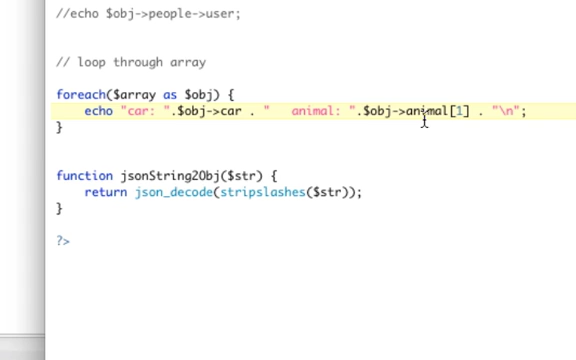 //echo $obj->people->user;
// loop through array
foreach($array as $obj) {
echo "car: ".$obj->car . "   animal: ".$obj->animal[1] . "\n";
}
function jsonString2Obj($str) {
return json_decode(stripslashes($str));
}
?>